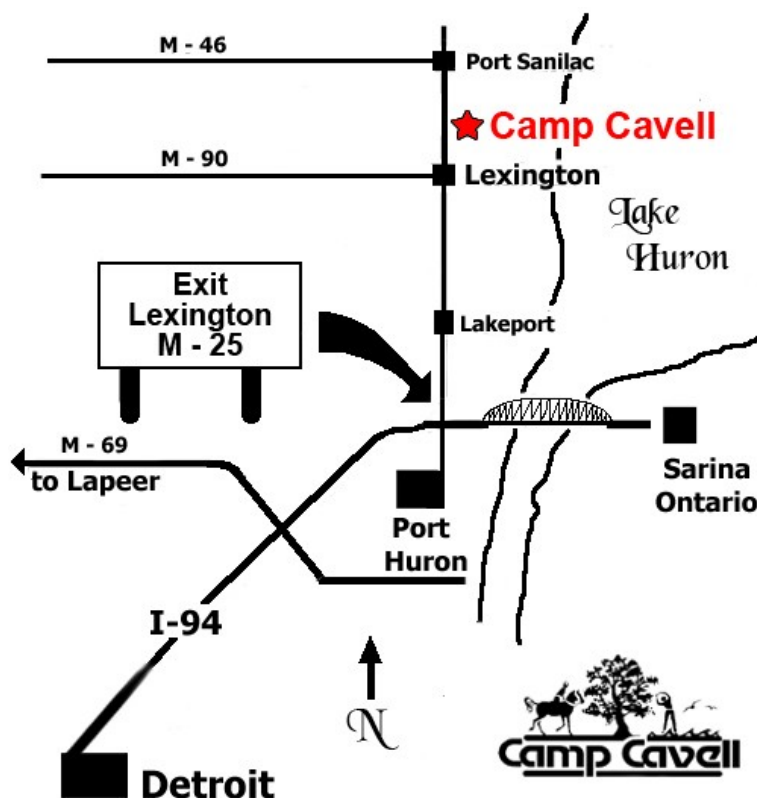 M - 46
Port Sanilac
Camp Cavell
M - 90
Lexington
Lake
Huron
Exit
Lexington
M - 25
Lakeport
M - 69
to Lapeer
Sarina
Ontario
Port
Huron
I-94
N
Detroit
Camp Cavell